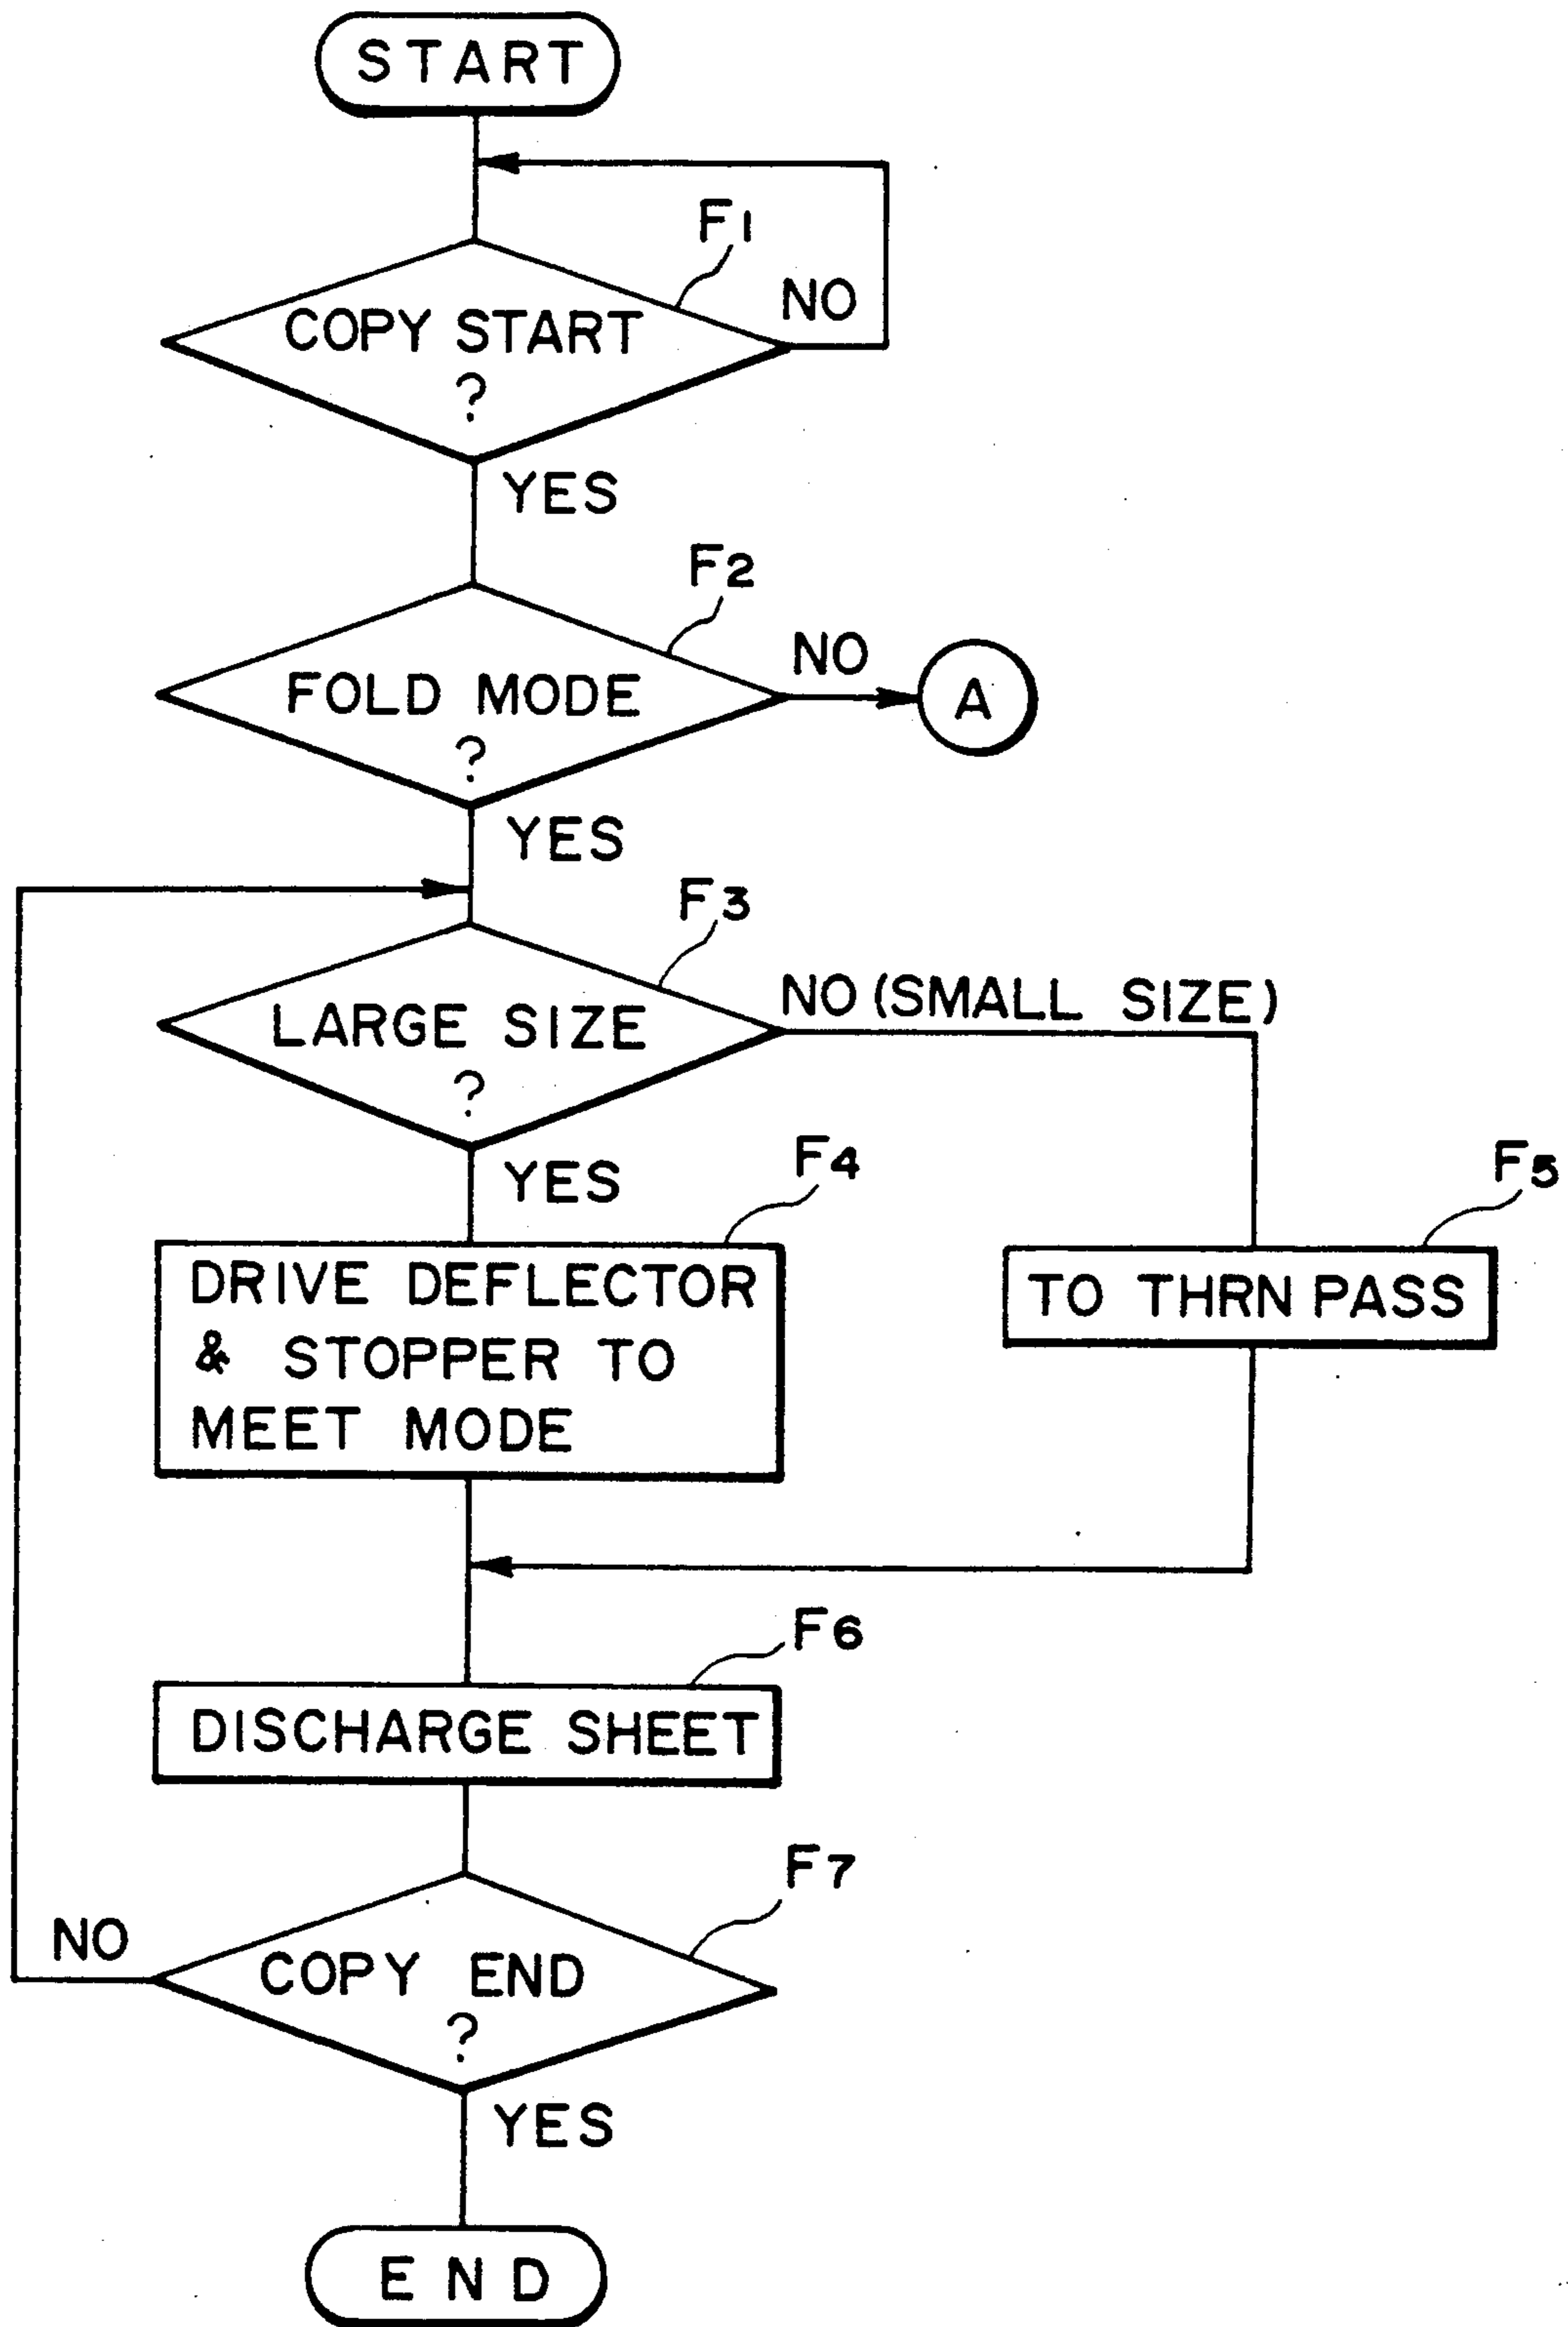 START
F1
NO
COPY START
?
YES
F2
NO
FOLD MODE
A
?
YES
F3
NO (SMALL SIZE)
LARGE SIZE
?
YES
F4
F5
DRIVE DEFLECTOR
& STOPPER TO
MEET MODE
TO THRN PASS
F6
DISCHARGE SHEET
F7
NO
COPY END
?
YES
END